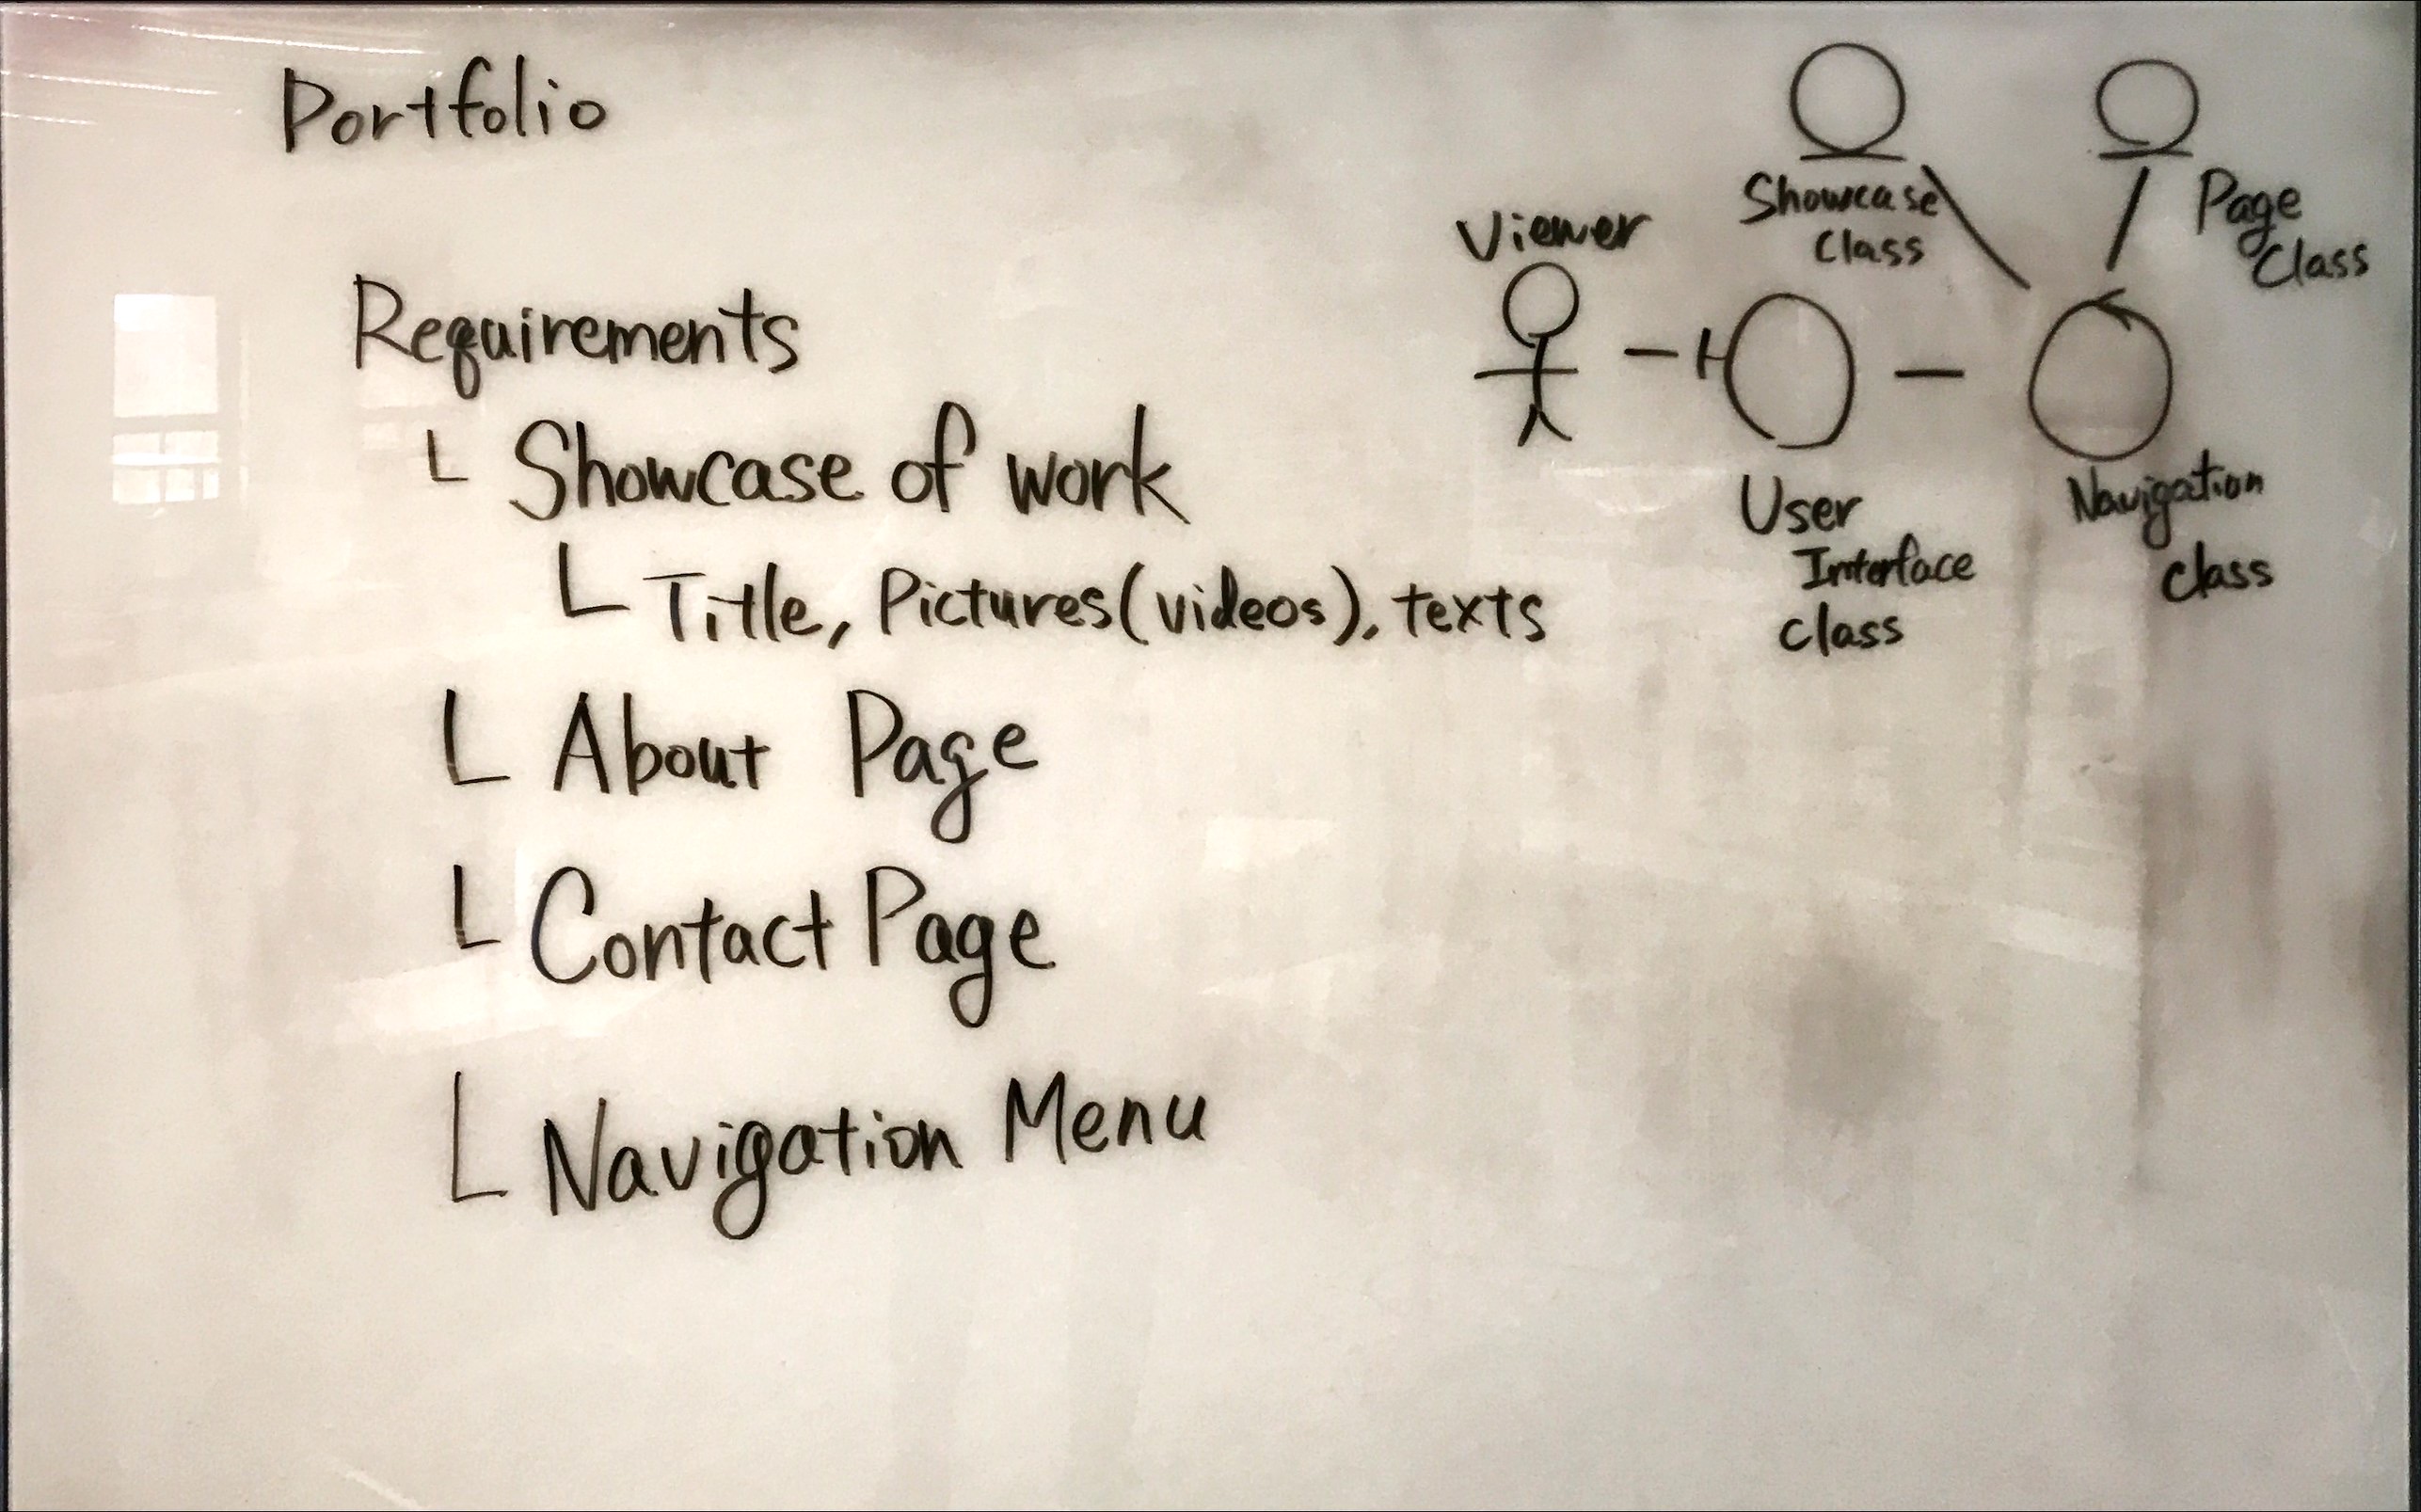 Portfolio
Requirements
Showcase of work
Title, Pictures (videos), texts
About Page
Contact Page
Navigation Menu
Viewer
Showcase
Class
Page
Class
User
Interface
class
Navigation
class